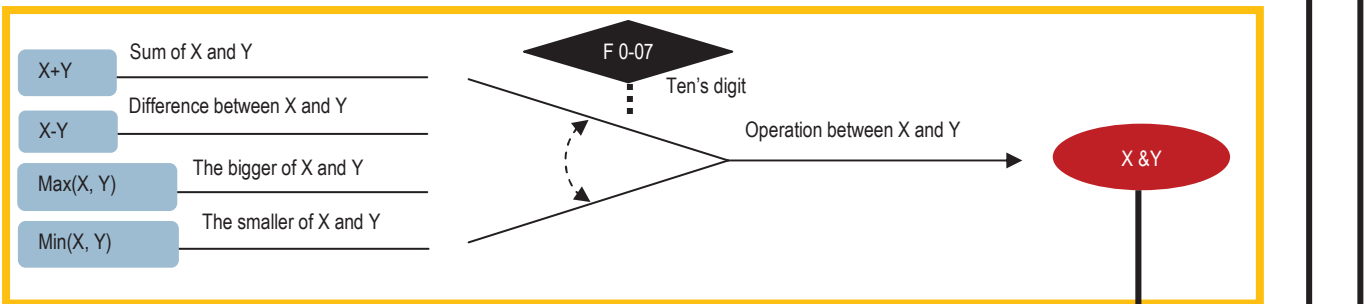 X+Y
Sum of X and Y
X-Y
Difference between X and Y
Max(X, Y)
The bigger of X and Y
Min(X, Y)
The smaller of X and Y
F 0-07
Ten’s digit
Operation between X and Y
X &Y